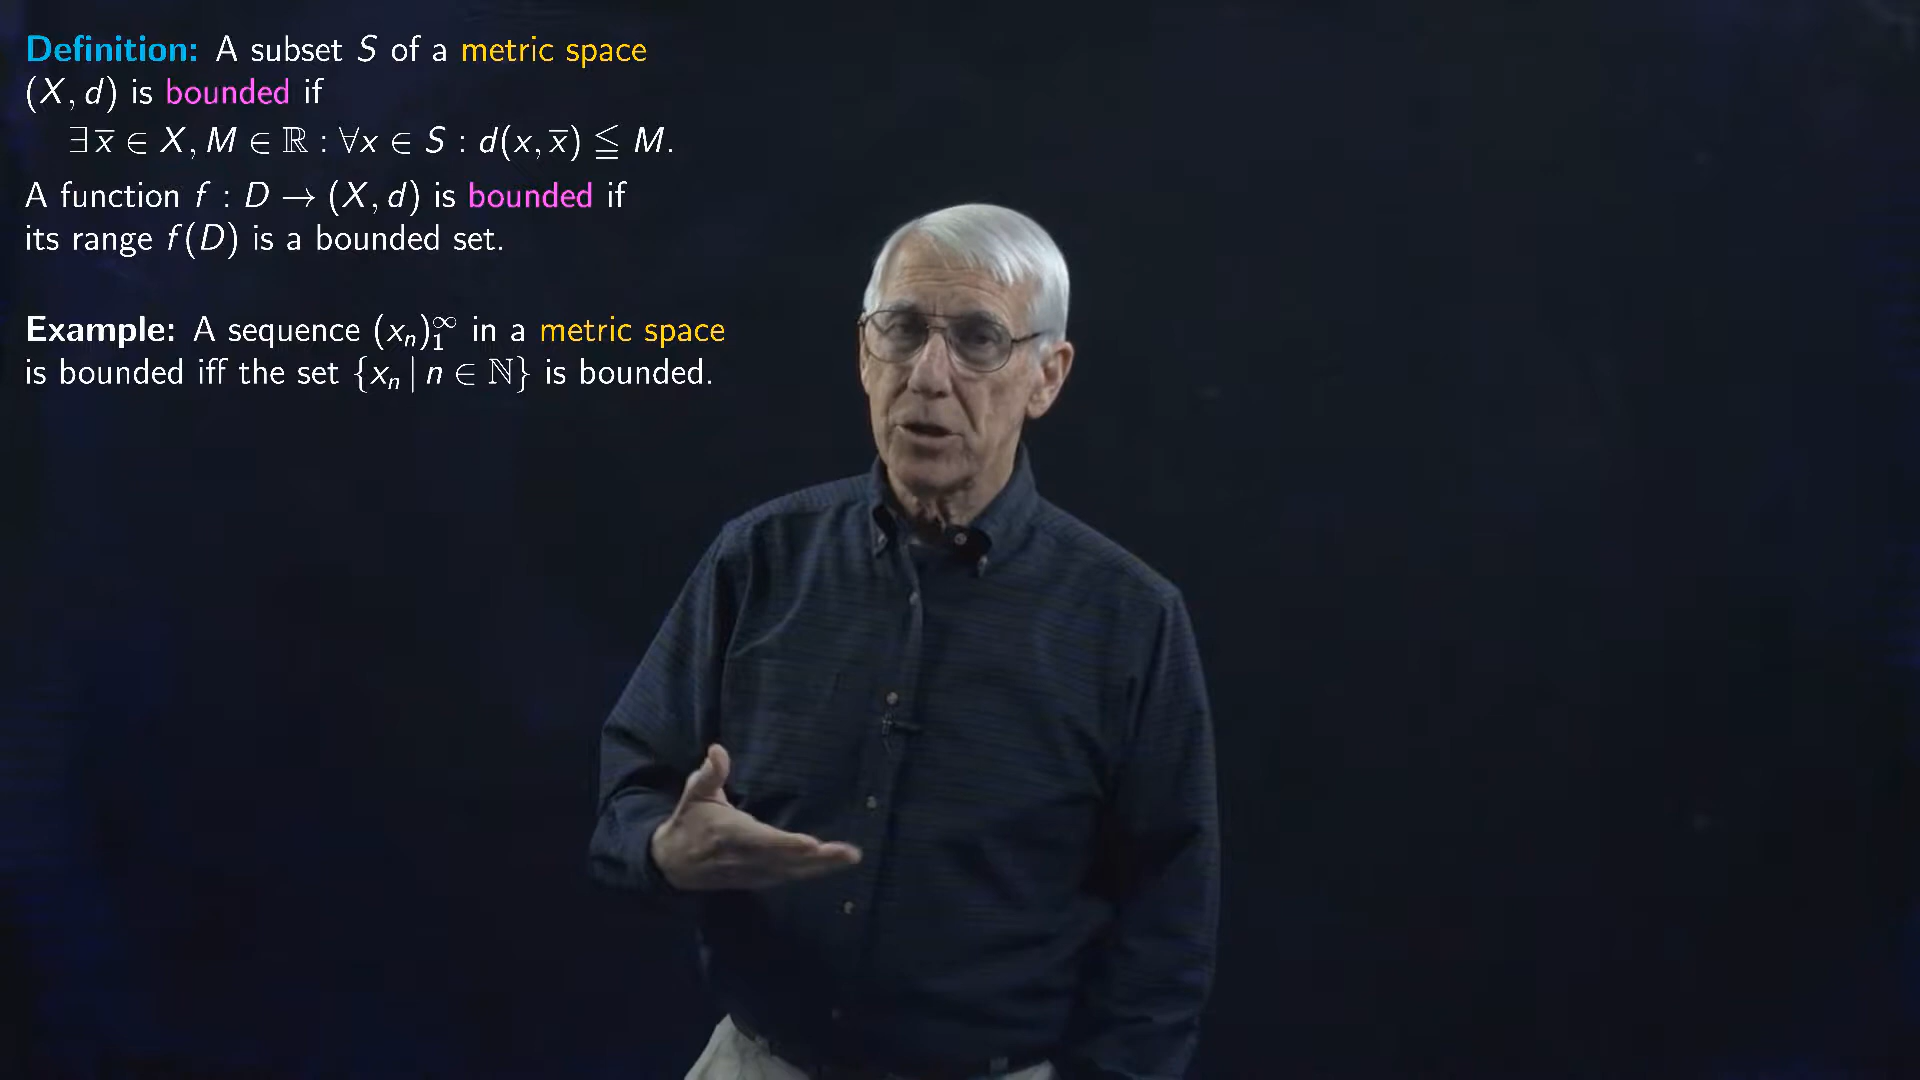 Definition: A subset S of a metric space
(X, d) is bounded if
∃x̅ ∈ X, M ∈ ℝ : ∀x ∈ S : d(x, x̅) ≦ M.
A function f : D → (X, d) is bounded if
its range f(D) is a bounded set.
Example: A sequence (xₙ)₁^∞ in a metric space
is bounded iff the set {xₙ | n ∈ ℕ} is bounded.